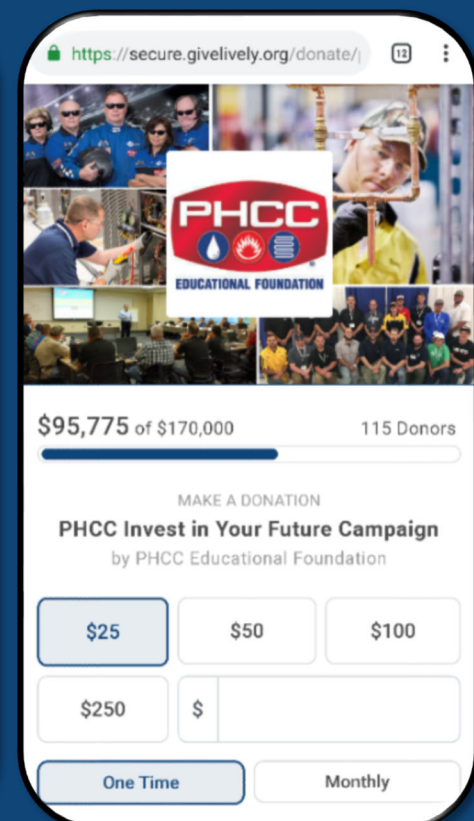 https://secure.givelively.org/donate/
12
PHCC
EDUCATIONAL FOUNDATION
$95,775 of $170,000
115 Donors
MAKE A DONATION
PHCC Invest in Your Future Campaign
by PHCC Educational Foundation
$25
$50
$100
$250
$
One Time
Monthly